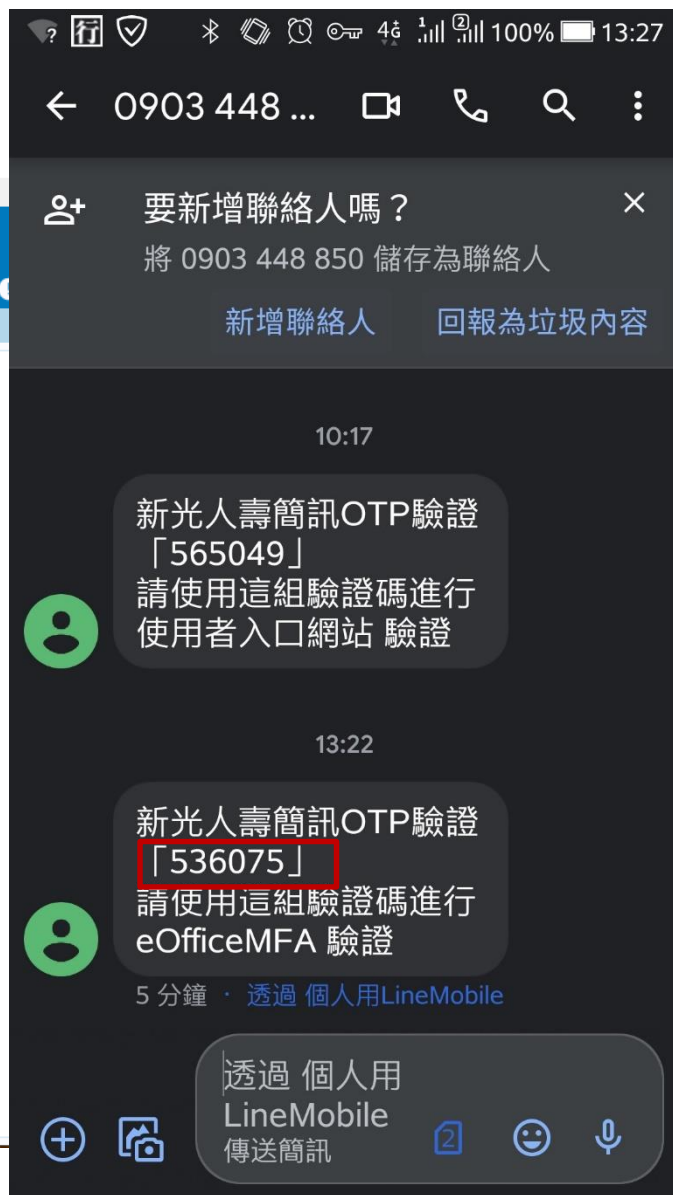 行 4G 1 2 100% 13:27
0903 448 ...
要新增聯絡人嗎？
將 0903 448 850 儲存為聯絡人
新增聯絡人 回報為垃圾內容
10:17
新光人壽簡訊OTP驗證
「565049」
請使用這組驗證碼進行
使用者入口網站 驗證
13:22
新光人壽簡訊OTP驗證
「536075」
請使用這組驗證碼進行
eOfficeMFA 驗證
5 分鐘 · 透過 個人用LineMobile
透過 個人用
LineMobile
傳送簡訊
2